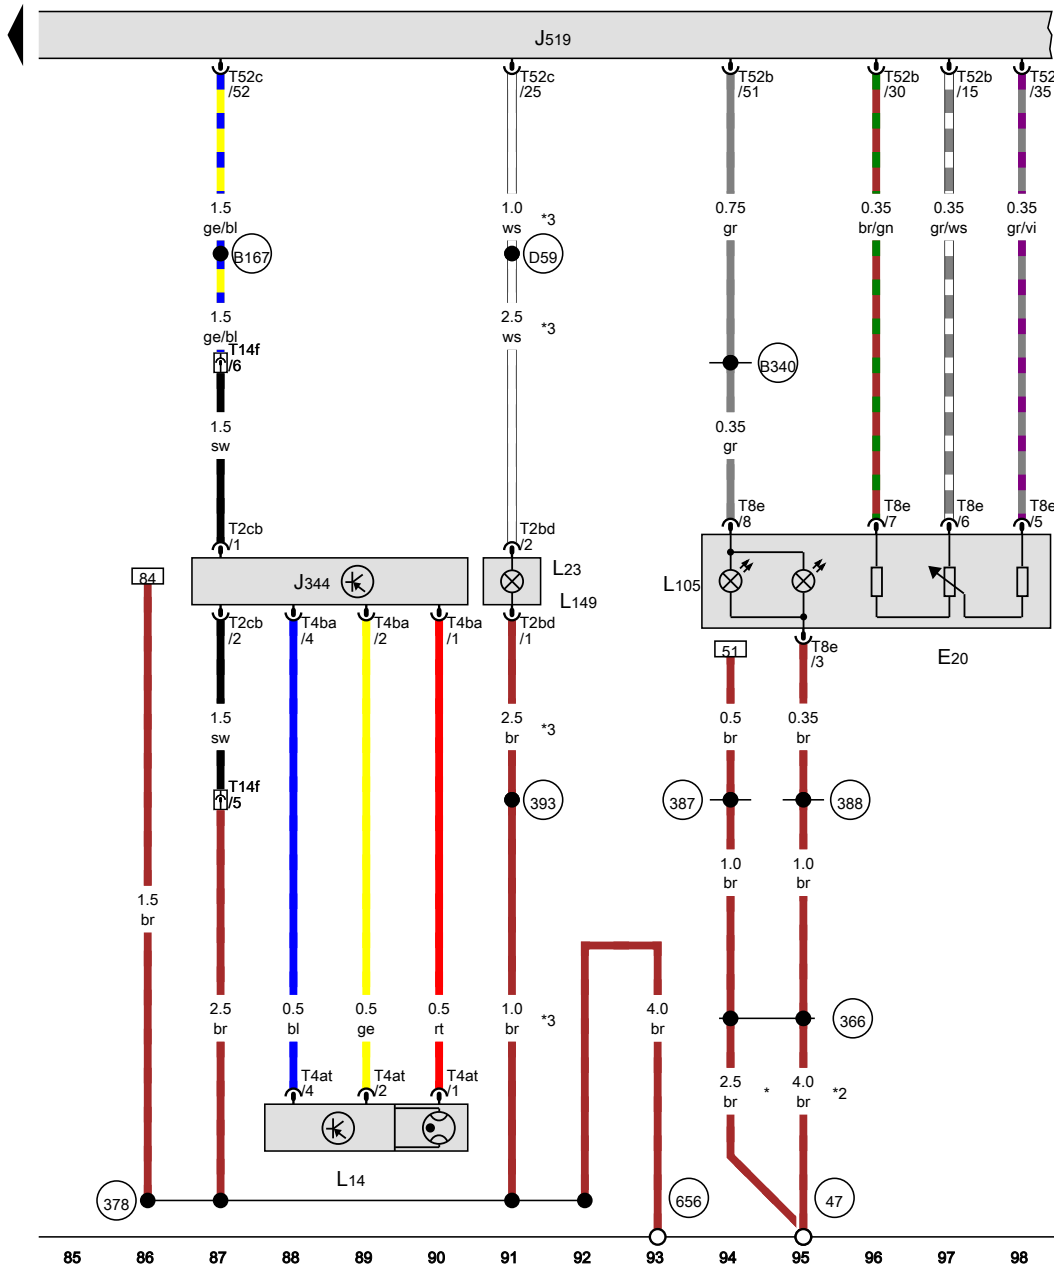 J519
T52c T52c T52b T52b T52b T52
/52 /25 /51 /30 /15 /35
1.5 1.0 *3 0.75 0.35 0.35 0.35
ge/bl ws gr br/gn gr/ws gr/vi
B167 D59
1.5 2.5 *3
ge/bl ws
T14f
/6
B340
1.5 0.35
sw gr
T2cb T2bd T8e T8e T8e T8e
/1 /2 /8 /7 /6 /5
84 J344 L23
L149 L105
T2cb T4ba T4ba T4ba T2bd
/2 /4 /2 /1 /1
51 T8e
/3
E20
1.5 2.5 *3 0.5 0.35
sw br br br
T14f
/5
393 387 388
1.0 1.0
br br
1.5
br
2.5 0.5 0.5 0.5 1.0 *3 4.0
br bl ge rt br br
366
T4at T4at T4at
/4 /2 /1
2.5 * 4.0 *2
br br
L14
378 656 47
85 86 87 88 89 90 91 92 93 94 95 96 97 98